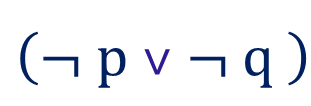 (¬ p ∨ ¬ q )